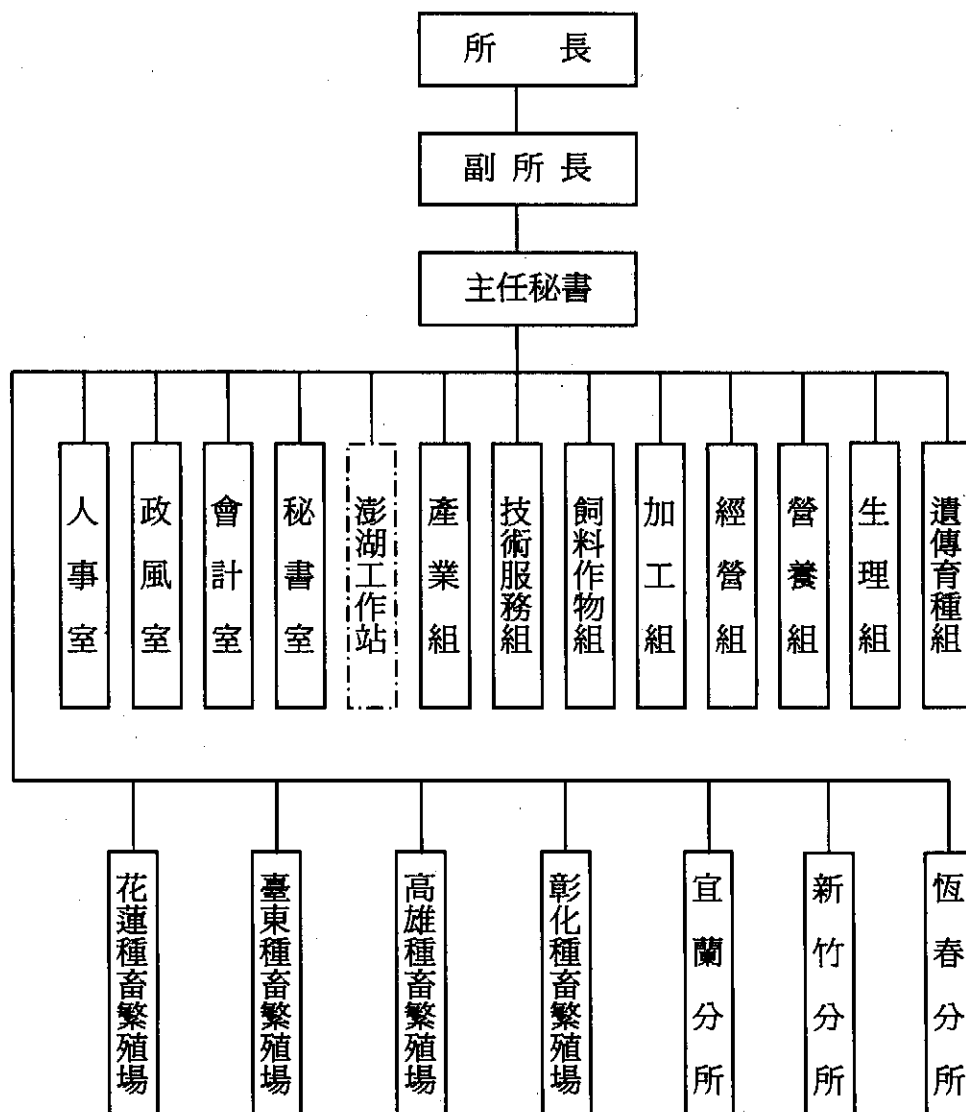 所長
副所長
主任秘書
遺傳育種組
生理組
營養組
經營組
加工組
飼料作物組
技術服務組
產業組
澎湖工作站
秘書室
會計室
政風室
人事室
恆春分所
新竹分所
宜蘭分所
彰化種畜繁殖場
高雄種畜繁殖場
臺東種畜繁殖場
花蓮種畜繁殖場